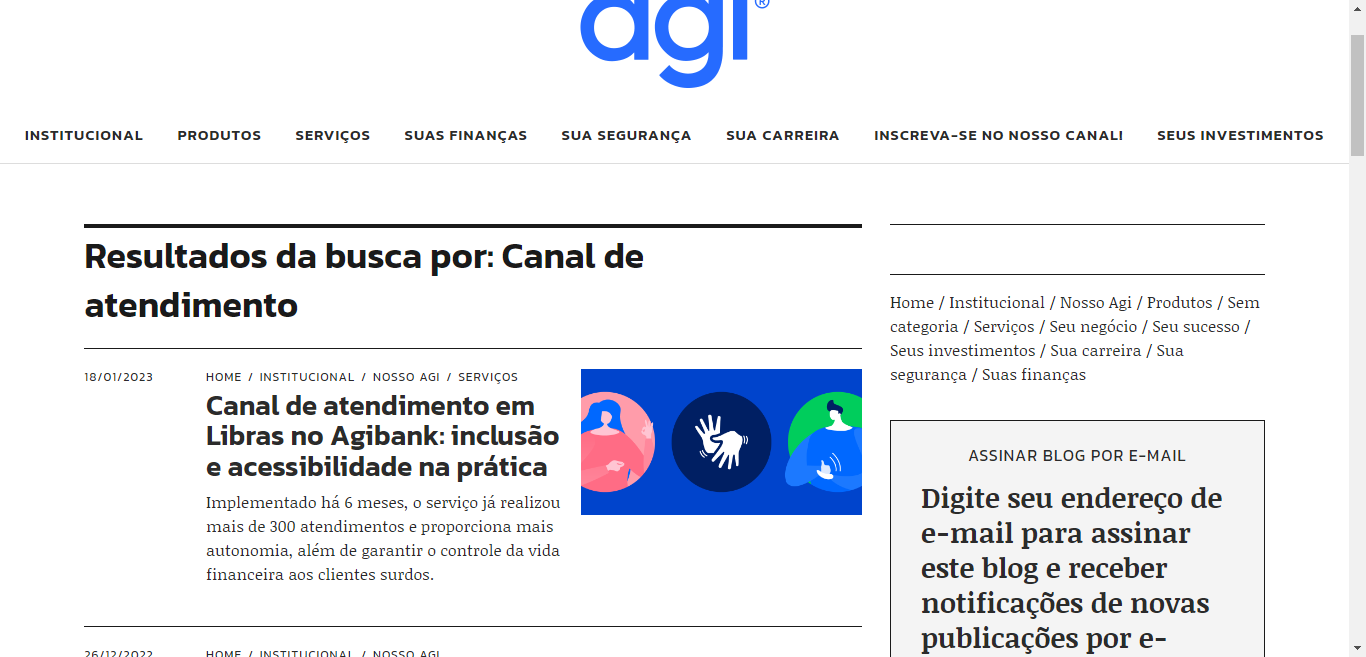 agi®
INSTITUCIONAL PRODUTOS SERVIÇOS SUAS FINANÇAS SUA SEGURANÇA SUA CARREIRA INSCREVA-SE NO NOSSO CANAL! SEUS INVESTIMENTOS
Resultados da busca por: Canal de
atendimento
18/01/2023
HOME / INSTITUCIONAL / NOSSO AGI / SERVIÇOS
Canal de atendimento em
Libras no Agibank: inclusão
e acessibilidade na prática
Implementado há 6 meses, o serviço já realizou
mais de 300 atendimentos e proporciona mais
autonomia, além de garantir o controle da vida
financeira aos clientes surdos.
26/12/2022
HOME / INSTITUCIONAL / NOSSO AGI
Home / Institucional / Nosso Agi / Produtos / Sem
categoria / Serviços / Seu negócio / Seu sucesso /
Seus investimentos / Sua carreira / Sua
segurança / Suas finanças
ASSINAR BLOG POR E-MAIL
Digite seu endereço de
e-mail para assinar
este blog e receber
notificações de novas
publicações por e-